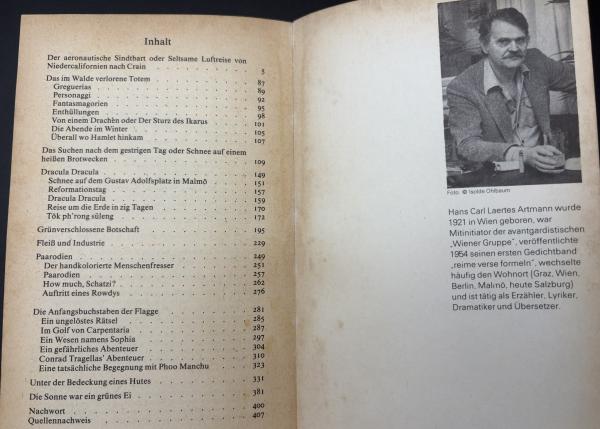 Inhalt
Der aeronautische Sindtbart oder Seltsame Luftreise von
Niedercalifornien nach Crain . . . . . . . . . . 5
Das im Walde verlorene Totem . . . . . . . . . . 87
Greguerias . . . . . . . . . . 89
Personaggi . . . . . . . . . . 92
Fantasmagorien . . . . . . . . . . 95
Enthüllungen . . . . . . . . . . 98
Von einem Drachèn oder Der Sturz des Ikarus . . . . 101
Die Abende im Winter . . . . . . . . . . 105
Überall wo Hamlet hinkam . . . . . . . . . . 107
Das Suchen nach dem gestrigen Tag oder Schnee auf einem
heißen Brotwecken . . . . . . . . . . 109
Dracula Dracula . . . . . . . . . . 149
Schnee auf dem Gustav Adolfsplatz in Malmö . . . . 151
Reformationstag . . . . . . . . . . 157
Dracula Dracula . . . . . . . . . . 159
Reise um die Erde in zig Tagen . . . . . . . . 170
Tök ph'rong süleng . . . . . . . . . . 172
Grünverschlossene Botschaft . . . . . . . . . . 195
Fleiß und Industrie . . . . . . . . . . 229
Paarodien . . . . . . . . . . 249
Der handkolorierte Menschenfresser . . . . . . . 251
Paarodien . . . . . . . . . . 257
How much, Schatzi? . . . . . . . . . . 262
Auftritt eines Rowdys . . . . . . . . . . 276
Die Anfangsbuchstaben der Flagge . . . . . . . . 281
Ein ungelöstes Rätsel . . . . . . . . . . 285
Im Golf von Carpentaria . . . . . . . . . . 287
Ein Wesen namens Sophia . . . . . . . . . . 297
Ein gefährliches Abenteuer . . . . . . . . . . 304
Conrad Tragellas' Abenteuer . . . . . . . . . . 310
Eine tatsächliche Begegnung mit Phoo Manchu . . . . 323
Unter der Bedeckung eines Hutes . . . . . . . . 331
Die Sonne war ein grünes Ei . . . . . . . . . . 381
Nachwort . . . . . . . . . . 400
Quellennachweis . . . . . . . . . . 407
Foto: © Isolde Ohlbaum
Hans Carl Laertes Artmann wurde
1921 in Wien geboren, war
Mitinitiator der avantgardistischen
„Wiener Gruppe“, veröffentlichte
1954 seinen ersten Gedichtband
„reime verse formeln“, wechselte
häufig den Wohnort (Graz, Wien,
Berlin, Malmö, heute Salzburg)
und ist tätig als Erzähler, Lyriker,
Dramatiker und Übersetzer.